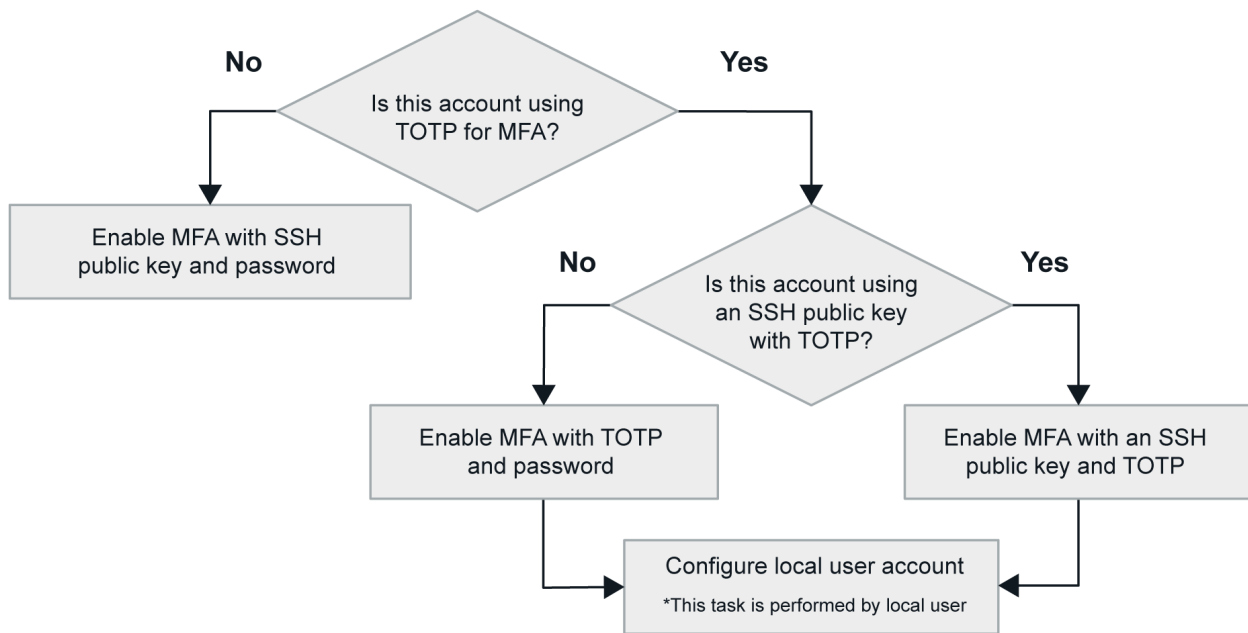 No
Yes
Is this account using
TOTP for MFA?
Enable MFA with SSH
public key and password
No
Yes
Is this account using
an SSH public key
with TOTP?
Enable MFA with TOTP
and password
Enable MFA with an SSH
public key and TOTP
Configure local user account
*This task is performed by local user